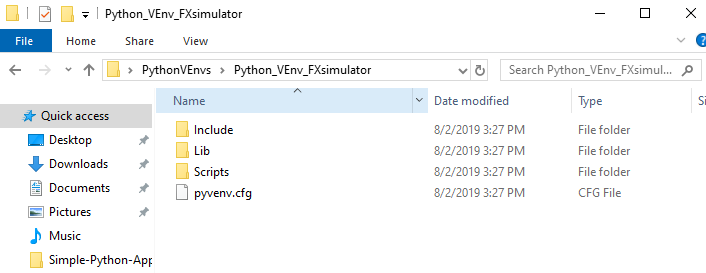 Python_VEnv_FXsimulator
File Home Share View
PythonVEnvs Python_VEnv_FXsimulator Search Python_VEnv_FXsimul...
Name Date modified Type
Quick access
Include 8/2/2019 3:27 PM File folder
Desktop
Lib 8/2/2019 3:27 PM File folder
Downloads
Scripts 8/2/2019 3:27 PM File folder
Documents
pyvenv.cfg 8/2/2019 3:27 PM CFG File
Pictures
Music
Simple-Python-App